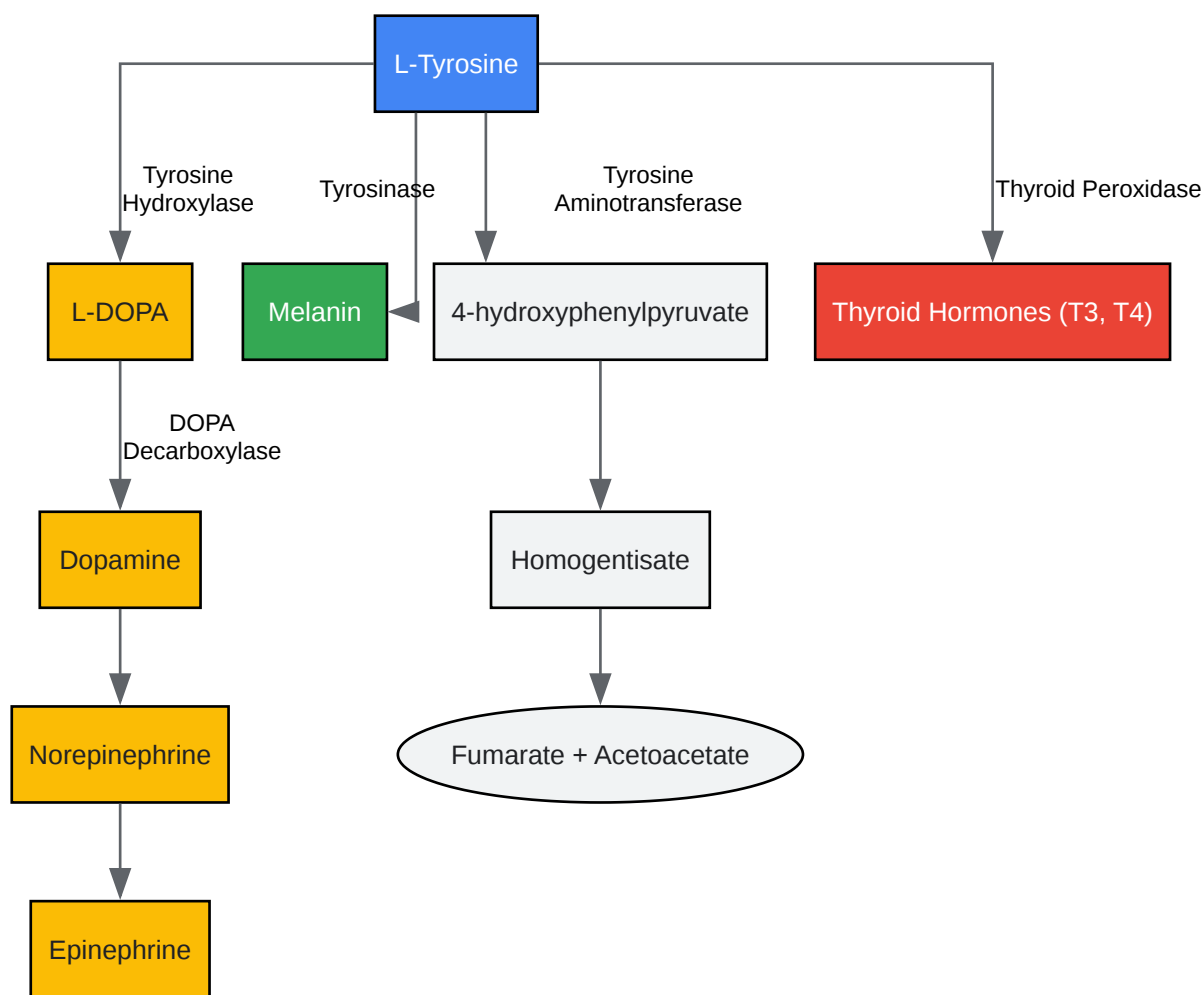 L-Tyrosine
Tyrosine
Hydroxylase
Tyrosinase
Tyrosine
Aminotransferase
Thyroid Peroxidase
L-DOPA
Melanin
4-hydroxyphenylpyruvate
Thyroid Hormones (T3, T4)
DOPA
Decarboxylase
Dopamine
Homogentisate
Norepinephrine
Fumarate + Acetoacetate
Epinephrine